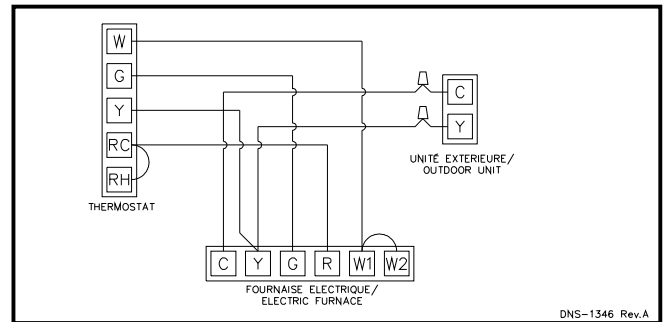 W
G
Y
RC
RH
THERMOSTAT
C
Y
UNITÉ EXTERIEURE/
OUTDOOR UNIT
C Y G R W1 W2
FOURNAISE ELECTRIQUE/
ELECTRIC FURNACE
DNS-1346 Rev.A